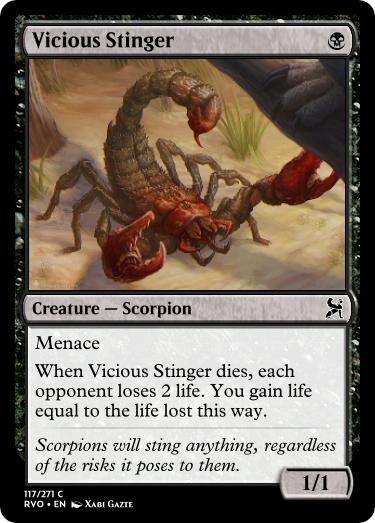 Vicious Stinger
Creature — Scorpion
Menace
When Vicious Stinger dies, each
opponent loses 2 life. You gain life
equal to the life lost this way.
Scorpions will sting anything, regardless
of the risks it poses to them.
1/1
117/271 C
RVO • EN Xabi Gazte